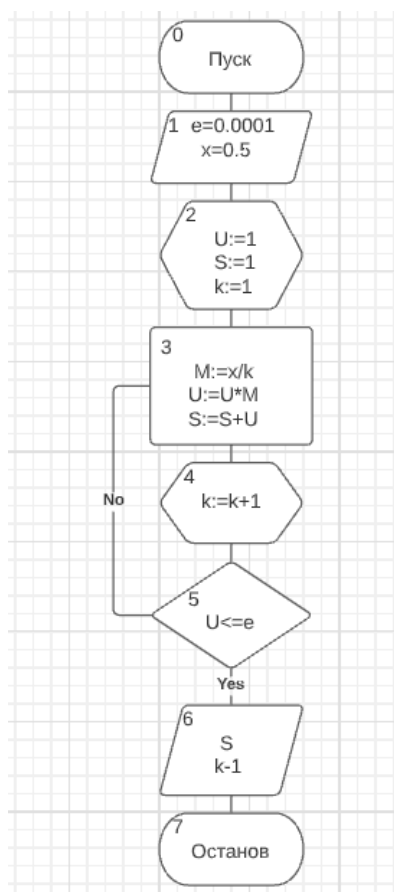 0
Пуск
1 e=0.0001
x=0.5
2
U:=1
S:=1
k:=1
3
M:=x/k
U:=U*M
S:=S+U
4
k:=k+1
No
5
U<=e
Yes
6
S
k-1
7
Останов